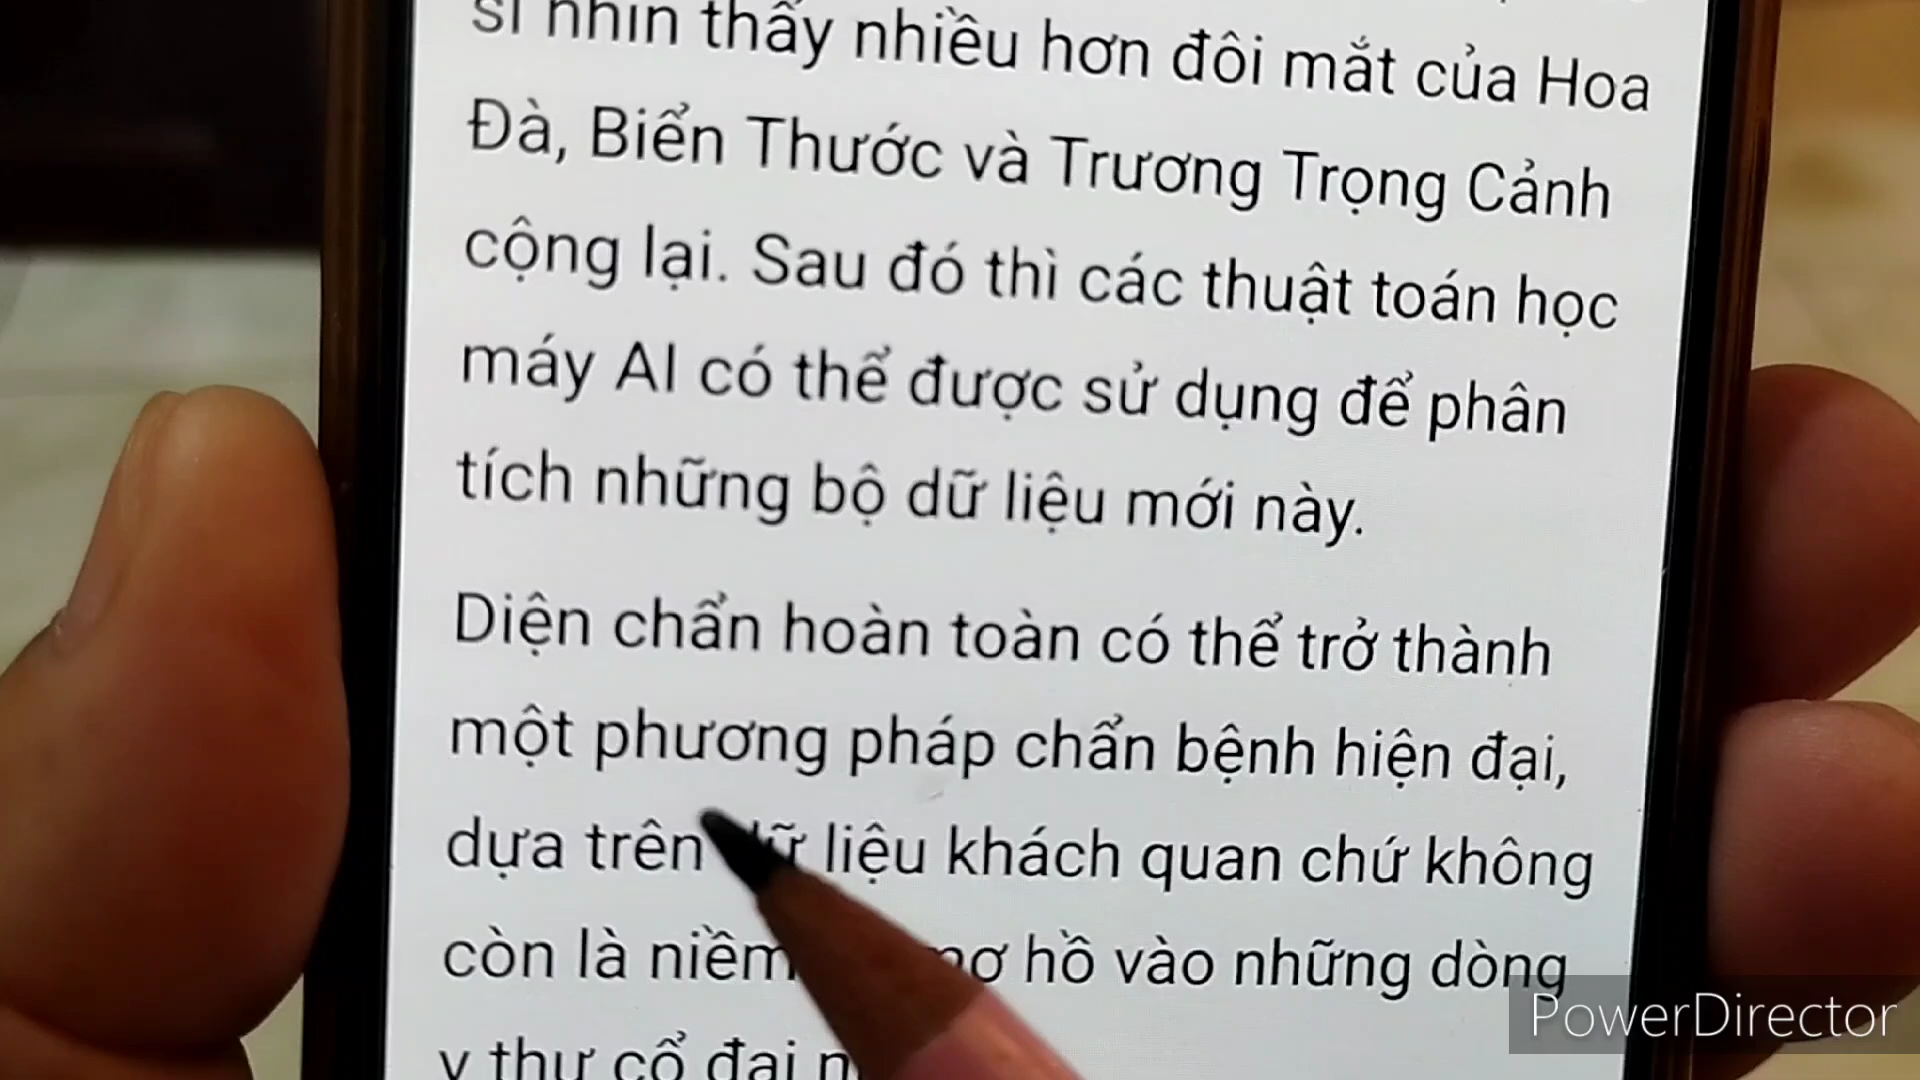 sĩ nhìn thấy nhiều hơn đôi mắt của Hoa
Đà, Biển Thước và Trương Trọng Cảnh
cộng lại. Sau đó thì các thuật toán học
máy AI có thể được sử dụng để phân
tích những bộ dữ liệu mới này.
Diện chẩn hoàn toàn có thể trở thành
một phương pháp chẩn bệnh hiện đại,
dựa trên dữ liệu khách quan chứ không
còn là niềm mơ hồ vào những dòng
y thư cổ đại
PowerDirector